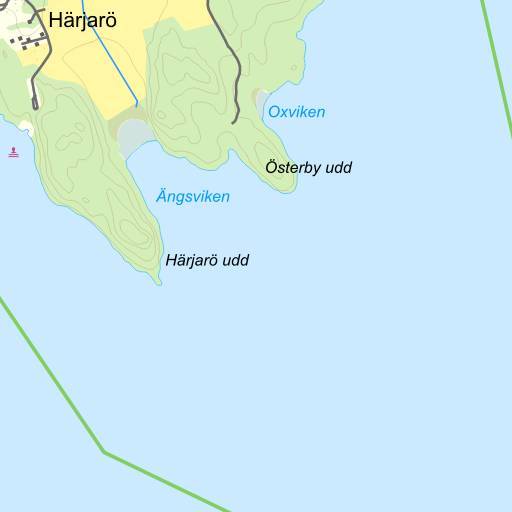 Härjarö
Oxviken
Österby udd
Ängsviken
Härjarö udd